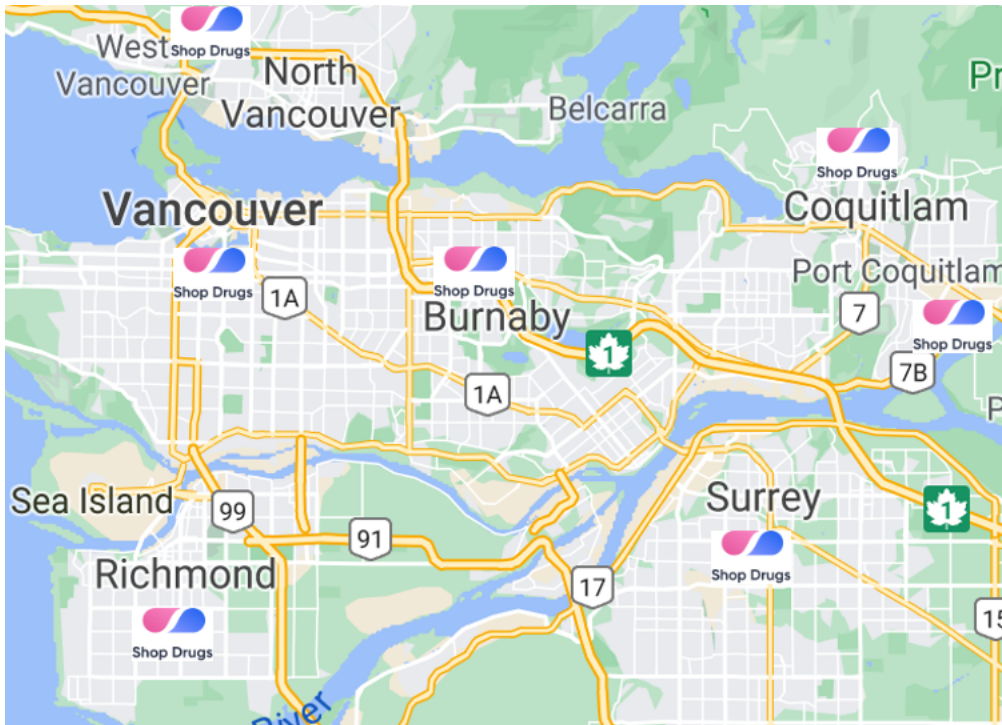 West
Vancouver
Shop Drugs
North
Vancouver
Belcarra
Pr
Shop Drugs
Vancouver
Coquitlam
Shop Drugs
1A
Shop Drugs
Burnaby
Port Coquitlam
7
Shop Drugs
1
7B
1A
P
Sea Island
99
91
Surrey
1
Richmond
Shop Drugs
17
Shop Drugs
15
River